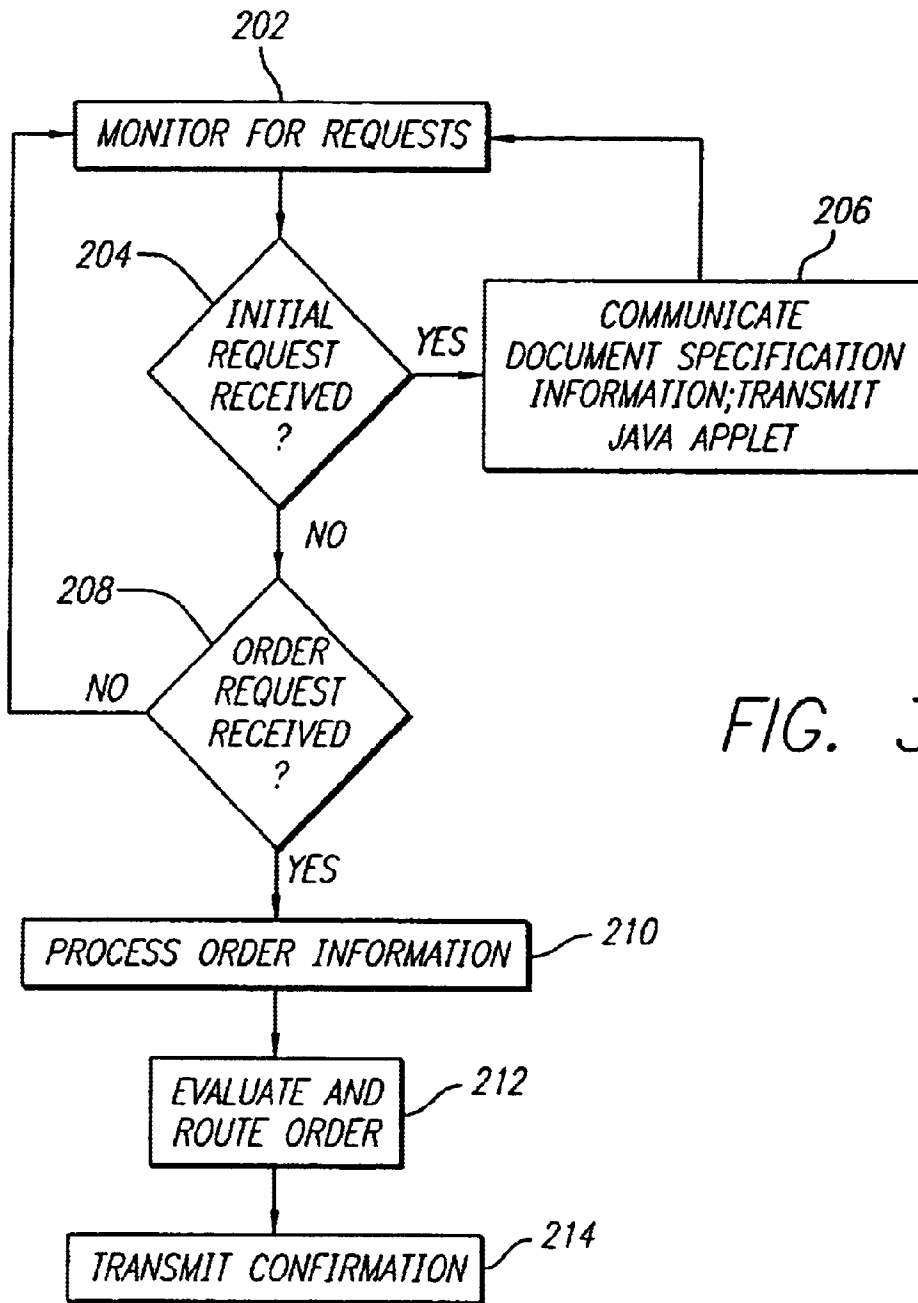 202
MONITOR FOR REQUESTS
206
204
INITIAL
REQUEST
RECEIVED
?
YES
COMMUNICATE
DOCUMENT SPECIFICATION
INFORMATION;TRANSMIT
JAVA APPLET
NO
208
ORDER
REQUEST
RECEIVED
?
NO
FIG. 3
YES
PROCESS ORDER INFORMATION
210
EVALUATE AND
ROUTE ORDER
212
TRANSMIT CONFIRMATION
214